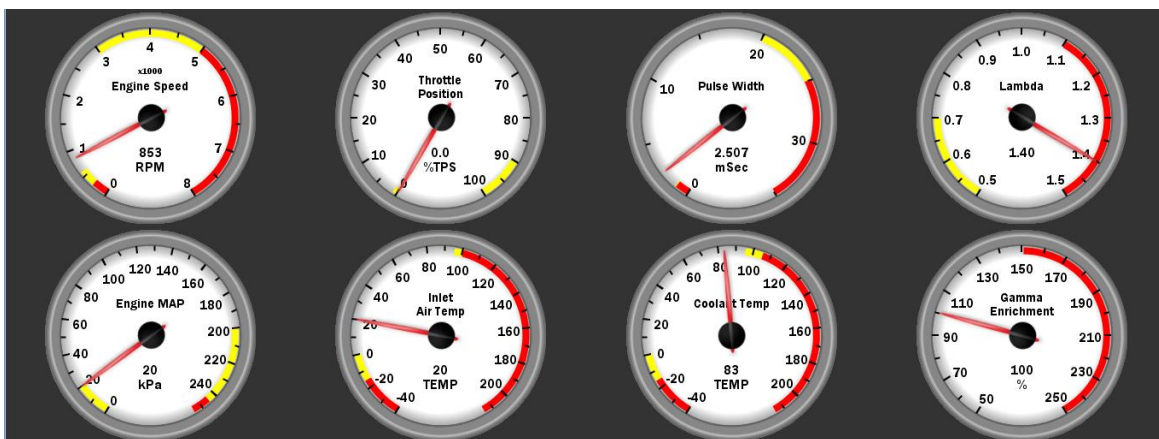 0 1 2 3 4 5 6 7 8
x1000
Engine Speed
853
RPM
0 10 20 30 40 50 60 70 80 90 100
Throttle
Position
0.0
%TPS
0 10 20 30
Pulse Width
2.507
mSec
0.5 0.6 0.7 0.8 0.9 1.0 1.1 1.2 1.3 1.4 1.5
Lambda
1.40
0 20 40 60 80 100 120 140 160 180 200 220 240
Engine MAP
20
kPa
-40 -20 0 20 40 60 80 100 120 140 160 180 200
Inlet
Air Temp
20
TEMP
-40 -20 0 20 40 60 80 100 120 140 160 180 200
Coolant Temp
83
TEMP
50 70 90 110 130 150 170 190 210 230 250
Gamma
Enrichment
100
%